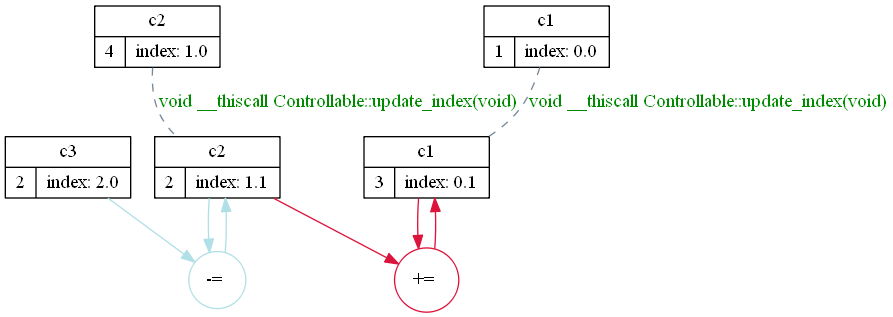 c2
4 index: 1.0
c1
1 index: 0.0
void __thiscall Controllable::update_index(void)
void __thiscall Controllable::update_index(void)
c3
2 index: 2.0
c2
2 index: 1.1
c1
3 index: 0.1
-=
+=